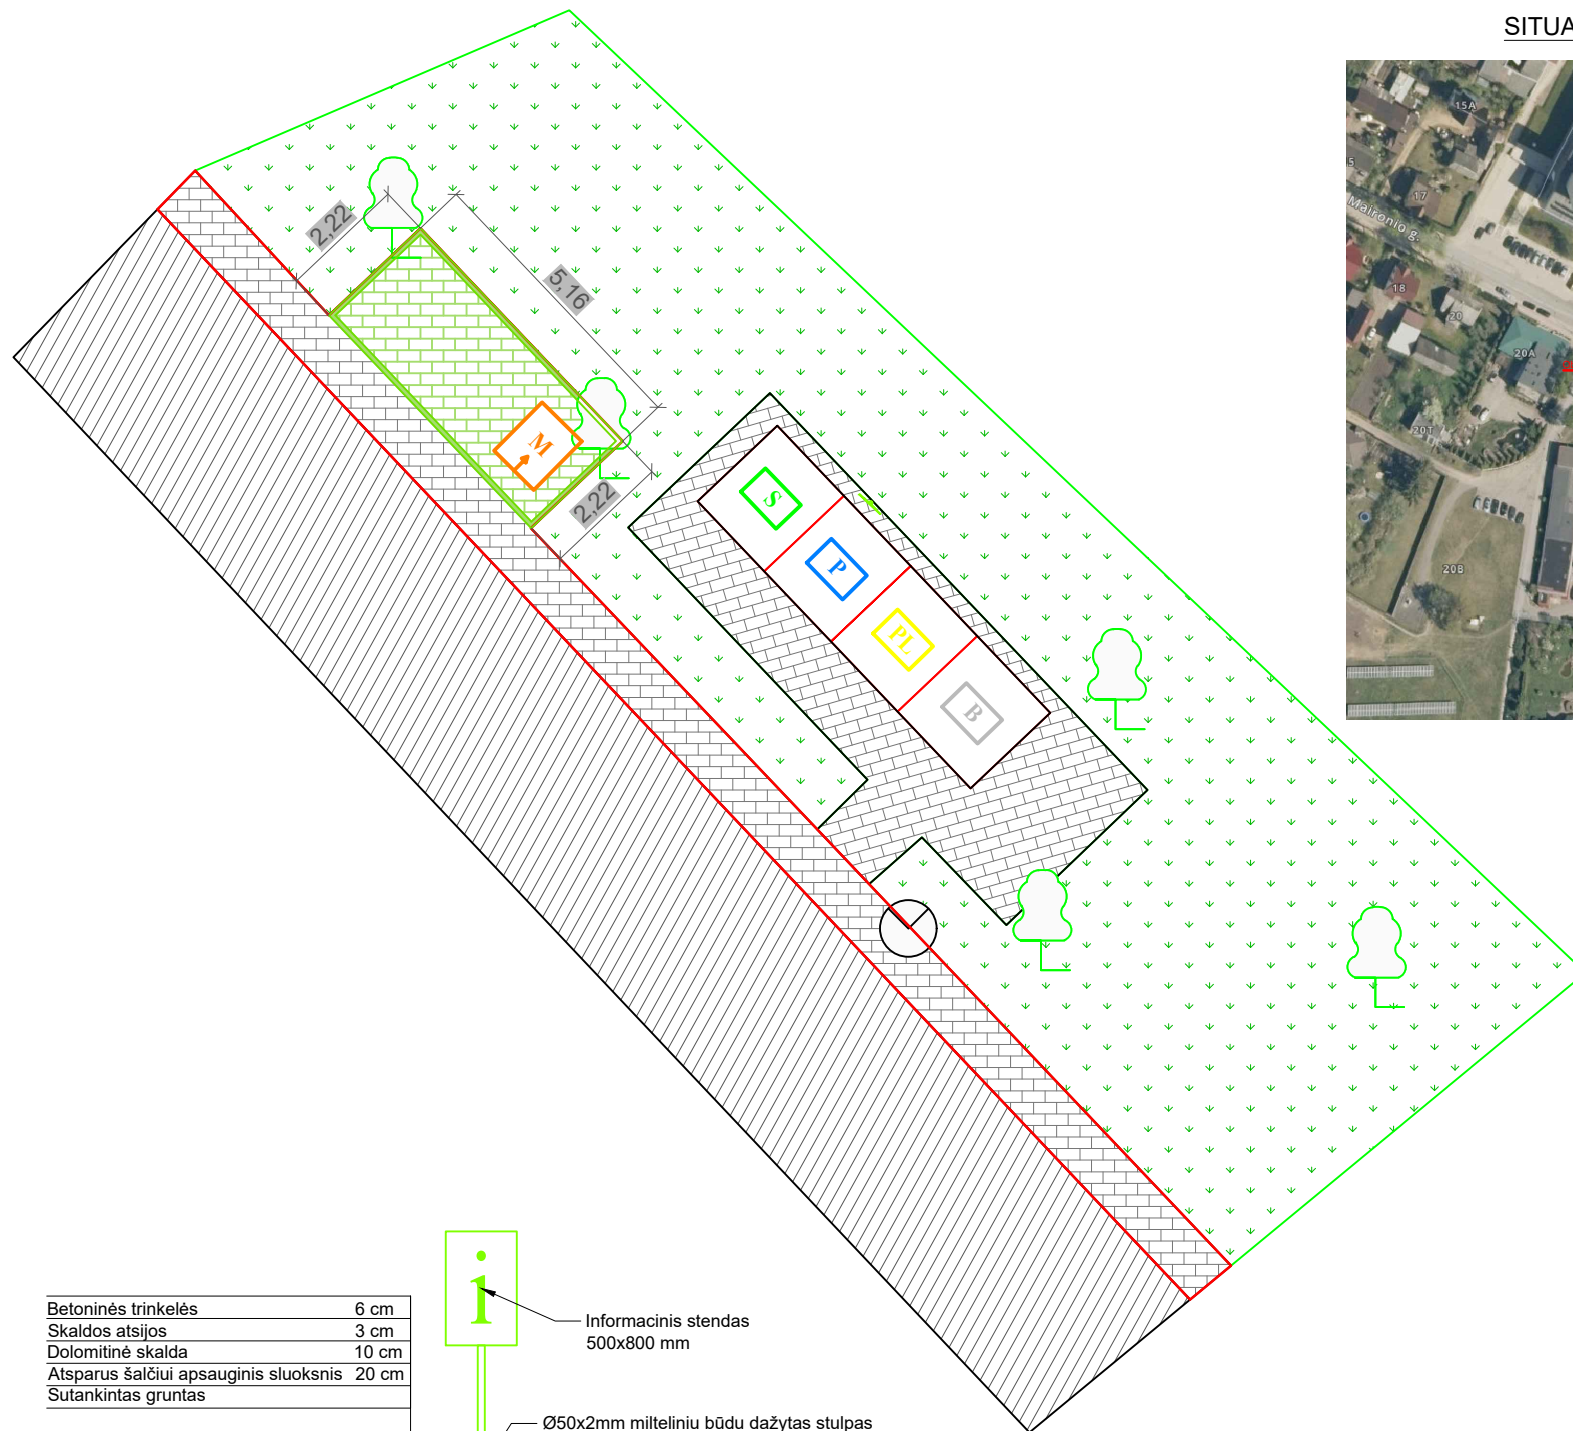 SITUA
15A
17
Maironio g.
18
20
20A
20T
20B
2,22
5,16
2,22
M
S
P
PL
B
i
Informacinis stendas
500x800 mm
Ø50x2mm milteliniu būdu dažytas stulpas
Betoninės trinkelės 6 cm
Skaldos atsijos 3 cm
Dolomitinė skalda 10 cm
Atsparus šalčiui apsauginis sluoksnis 20 cm
Sutankintas gruntas